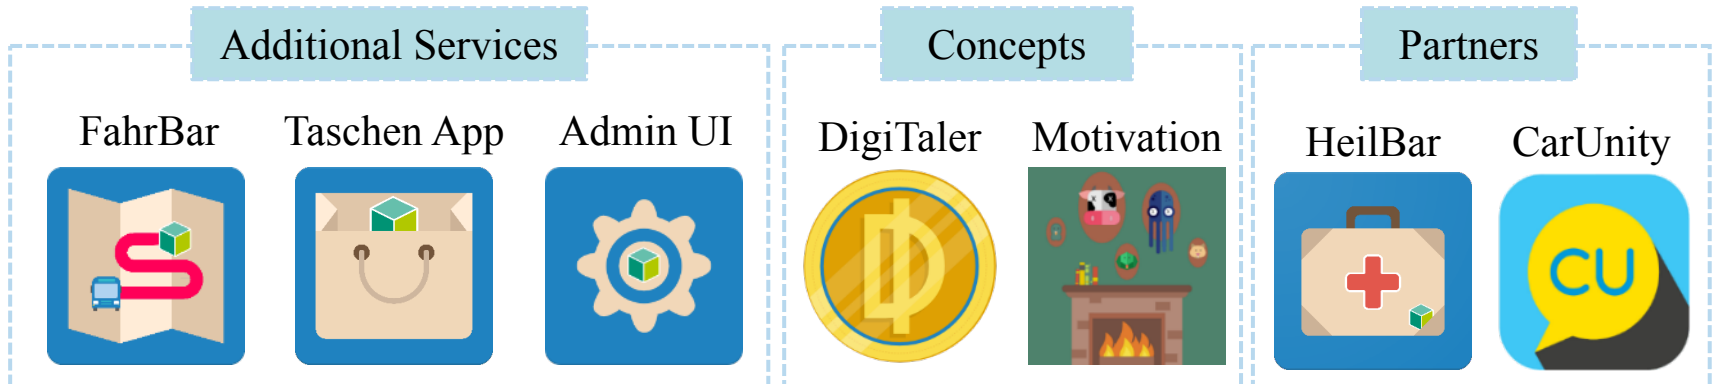 Additional Services
Concepts
Partners
FahrBar
Taschen App
Admin UI
DigiTaler
Motivation
HeilBar
CarUnity
CU